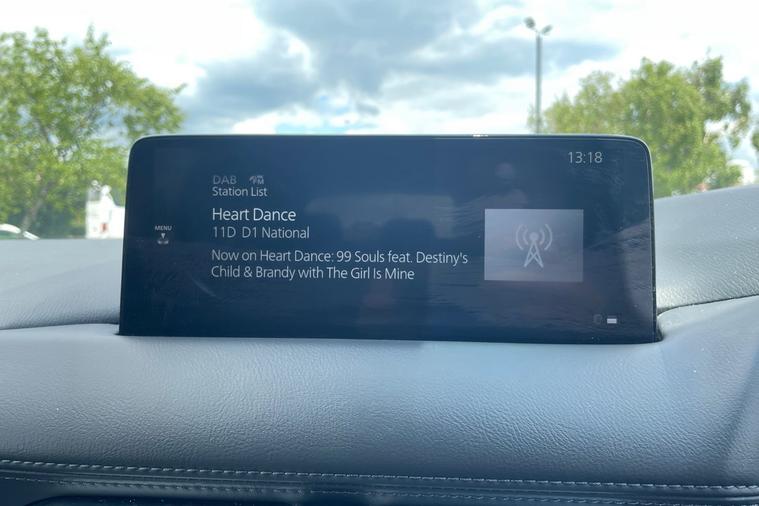 13:18
DAB FM
Station List
MENU
Heart Dance
11D D1 National
Now on Heart Dance: 99 Souls feat. Destiny's
Child & Brandy with The Girl Is Mine